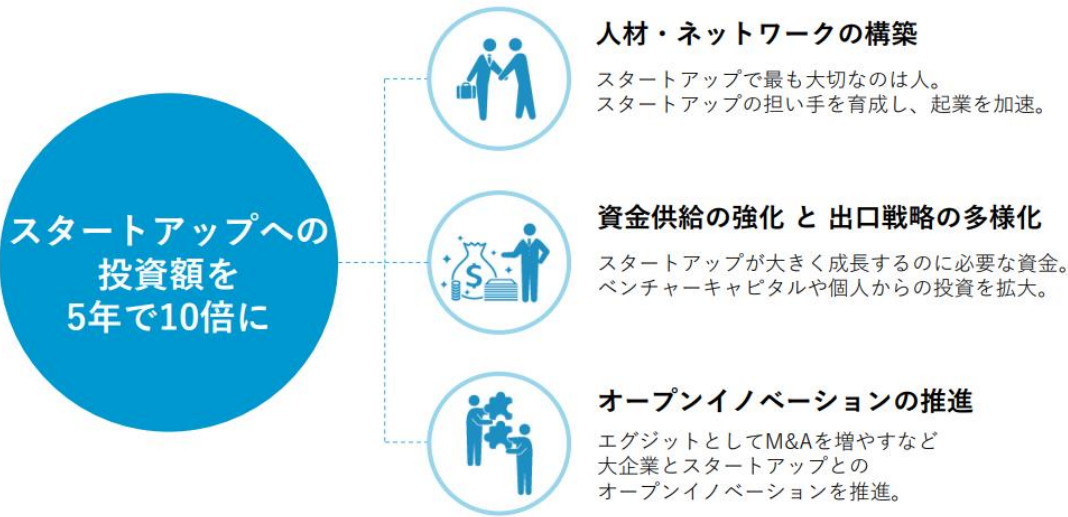 スタートアップへの
投資額を
5年で10倍に
人材・ネットワークの構築
スタートアップで最も大切なのは人。
スタートアップの担い手を育成し、起業を加速。
資金供給の強化 と 出口戦略の多様化
スタートアップが大きく成長するのに必要な資金。
ベンチャーキャピタルや個人からの投資を拡大。
$
オープンイノベーションの推進
エグジットとしてM&Aを増やすなど
大企業とスタートアップとの
オープンイノベーションを推進。